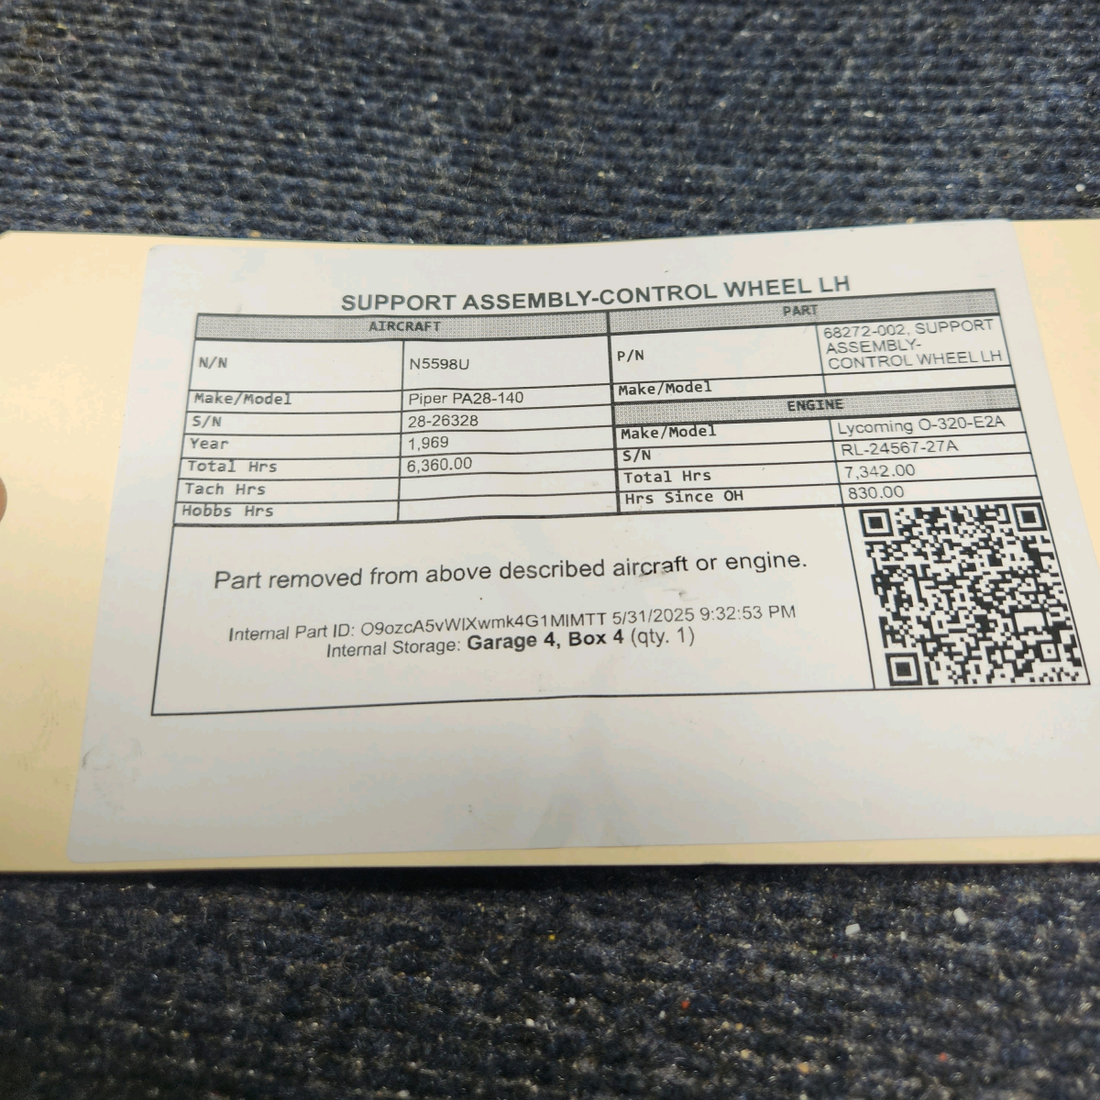 SUPPORT ASSEMBLY-CONTROL WHEEL LH
AIRCRAFT
N/N N5598U
Make/Model Piper PA28-140
S/N 28-26328
Year 1,969
Total Hrs 6,360.00
Tach Hrs
Hobbs Hrs
PART
P/N 68272-002, SUPPORT
ASSEMBLY-
CONTROL WHEEL LH
Make/Model
ENGINE
Make/Model Lycoming O-320-E2A
S/N RL-24567-27A
Total Hrs 7,342.00
Hrs Since OH 830.00
Part removed from above described aircraft or engine.
Internal Part ID: O9ozcA5vWIXwmk4G1MIMTT 5/31/2025 9:32:53 PM
Internal Storage: Garage 4, Box 4 (qty. 1)